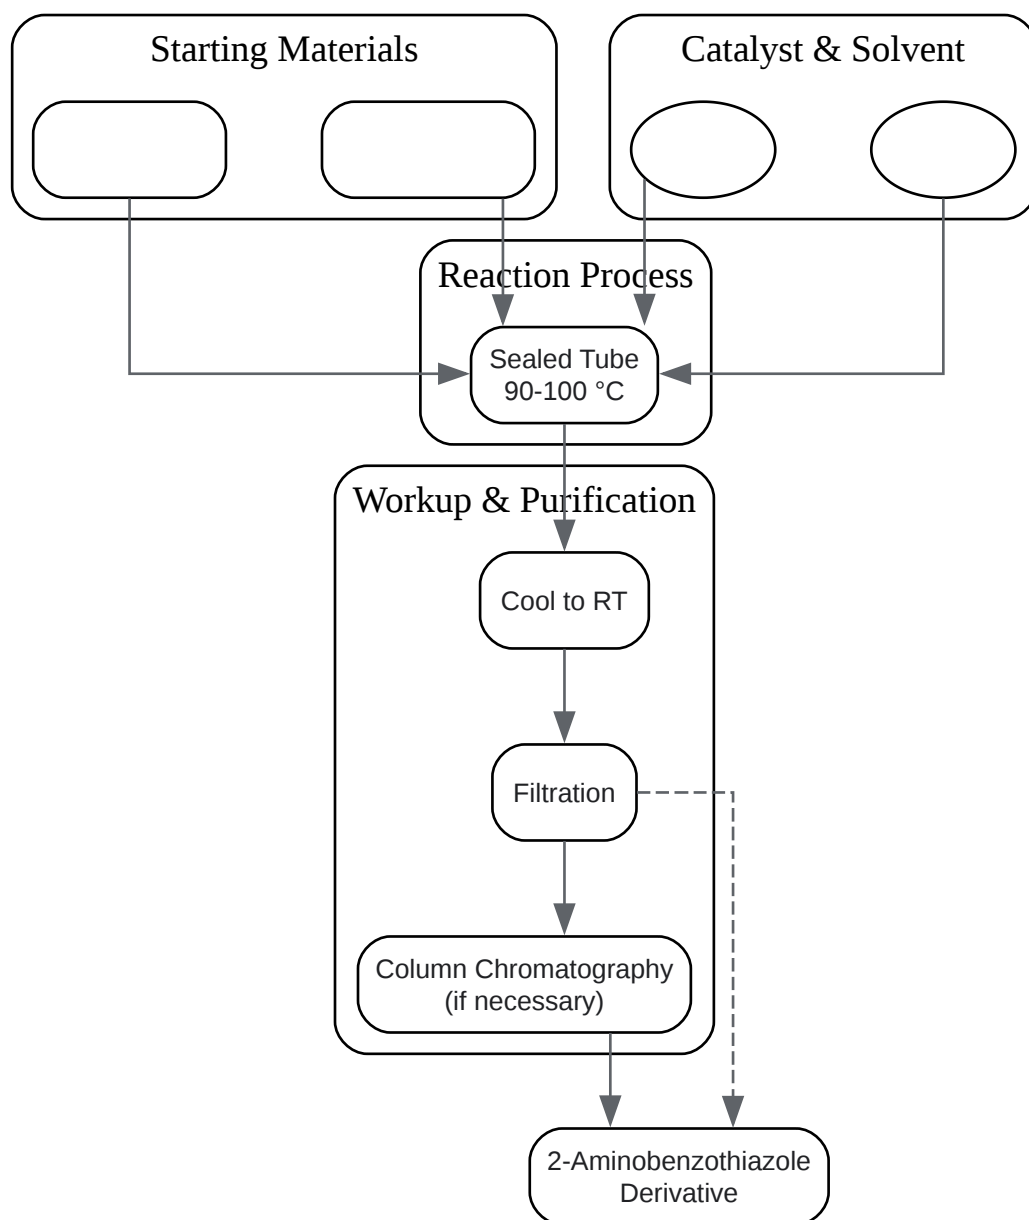 Starting Materials
Catalyst & Solvent
Reaction Process
Sealed Tube
90-100 °C
Workup & Purification
Cool to RT
Filtration
Column Chromatography
(if necessary)
2-Aminobenzothiazole
Derivative